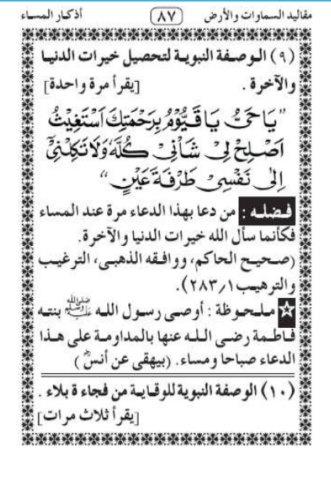 مقاليد السماوات والأرض (٨٧) أذكار المساء
(٩) الوصفة النبوية لتحصيل خيرات الدنيا
والآخرة . [يقرأ مرة واحدة]
"يَا حَيُّ يَا قَيُّوْمُ بِرَحْمَتِكَ اَسْتَغِيْثُ
اَصْلِحْ لِيْ شَأْنِيْ كُلَّهُ وَلَا تَكِلْنِيْ
اِلٰى نَفْسِيْ طَرْفَةَ عَيْنٍ"
فضله : من دعا بهذا الدعاء مرة عند المساء
فكأنما سأل الله خيرات الدنيا والآخرة.
(صحيح الحاكم، ووافقه الذهبي، الترغيب
والترهيب ٢٨٣/١)
ملحوظة : أوصى رسول الله ﷺ بنته
فاطمة رضى الله عنها بالمداومة على هذا
الدعاء صباحا ومساء. (بيهقى عن أنسؓ)
(١٠) الوصفة النبوية للوقاية من فجاءة بلاء .
[يقرأ ثلاث مرات]